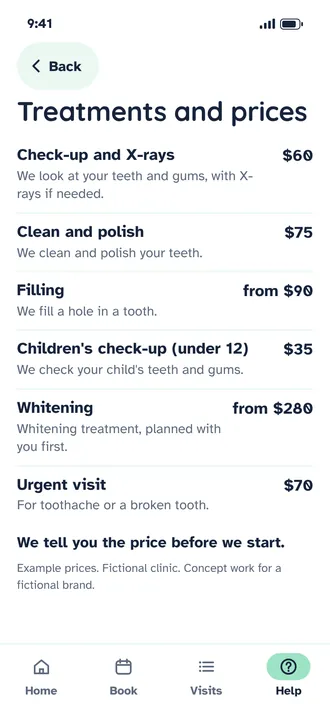 9:41
Back
Treatments and prices
Check-up and X-rays
$60
We look at your teeth and gums, with X-
rays if needed.
Clean and polish
$75
We clean and polish your teeth.
Filling
from $90
We fill a hole in a tooth.
Children's check-up (under 12)
$35
We check your child's teeth and gums.
Whitening
from $280
Whitening treatment, planned with
you first.
Urgent visit
$70
For toothache or a broken tooth.
We tell you the price before we start.
Example prices. Fictional clinic. Concept work for a
fictional brand.
Home
Book
Visits
Help